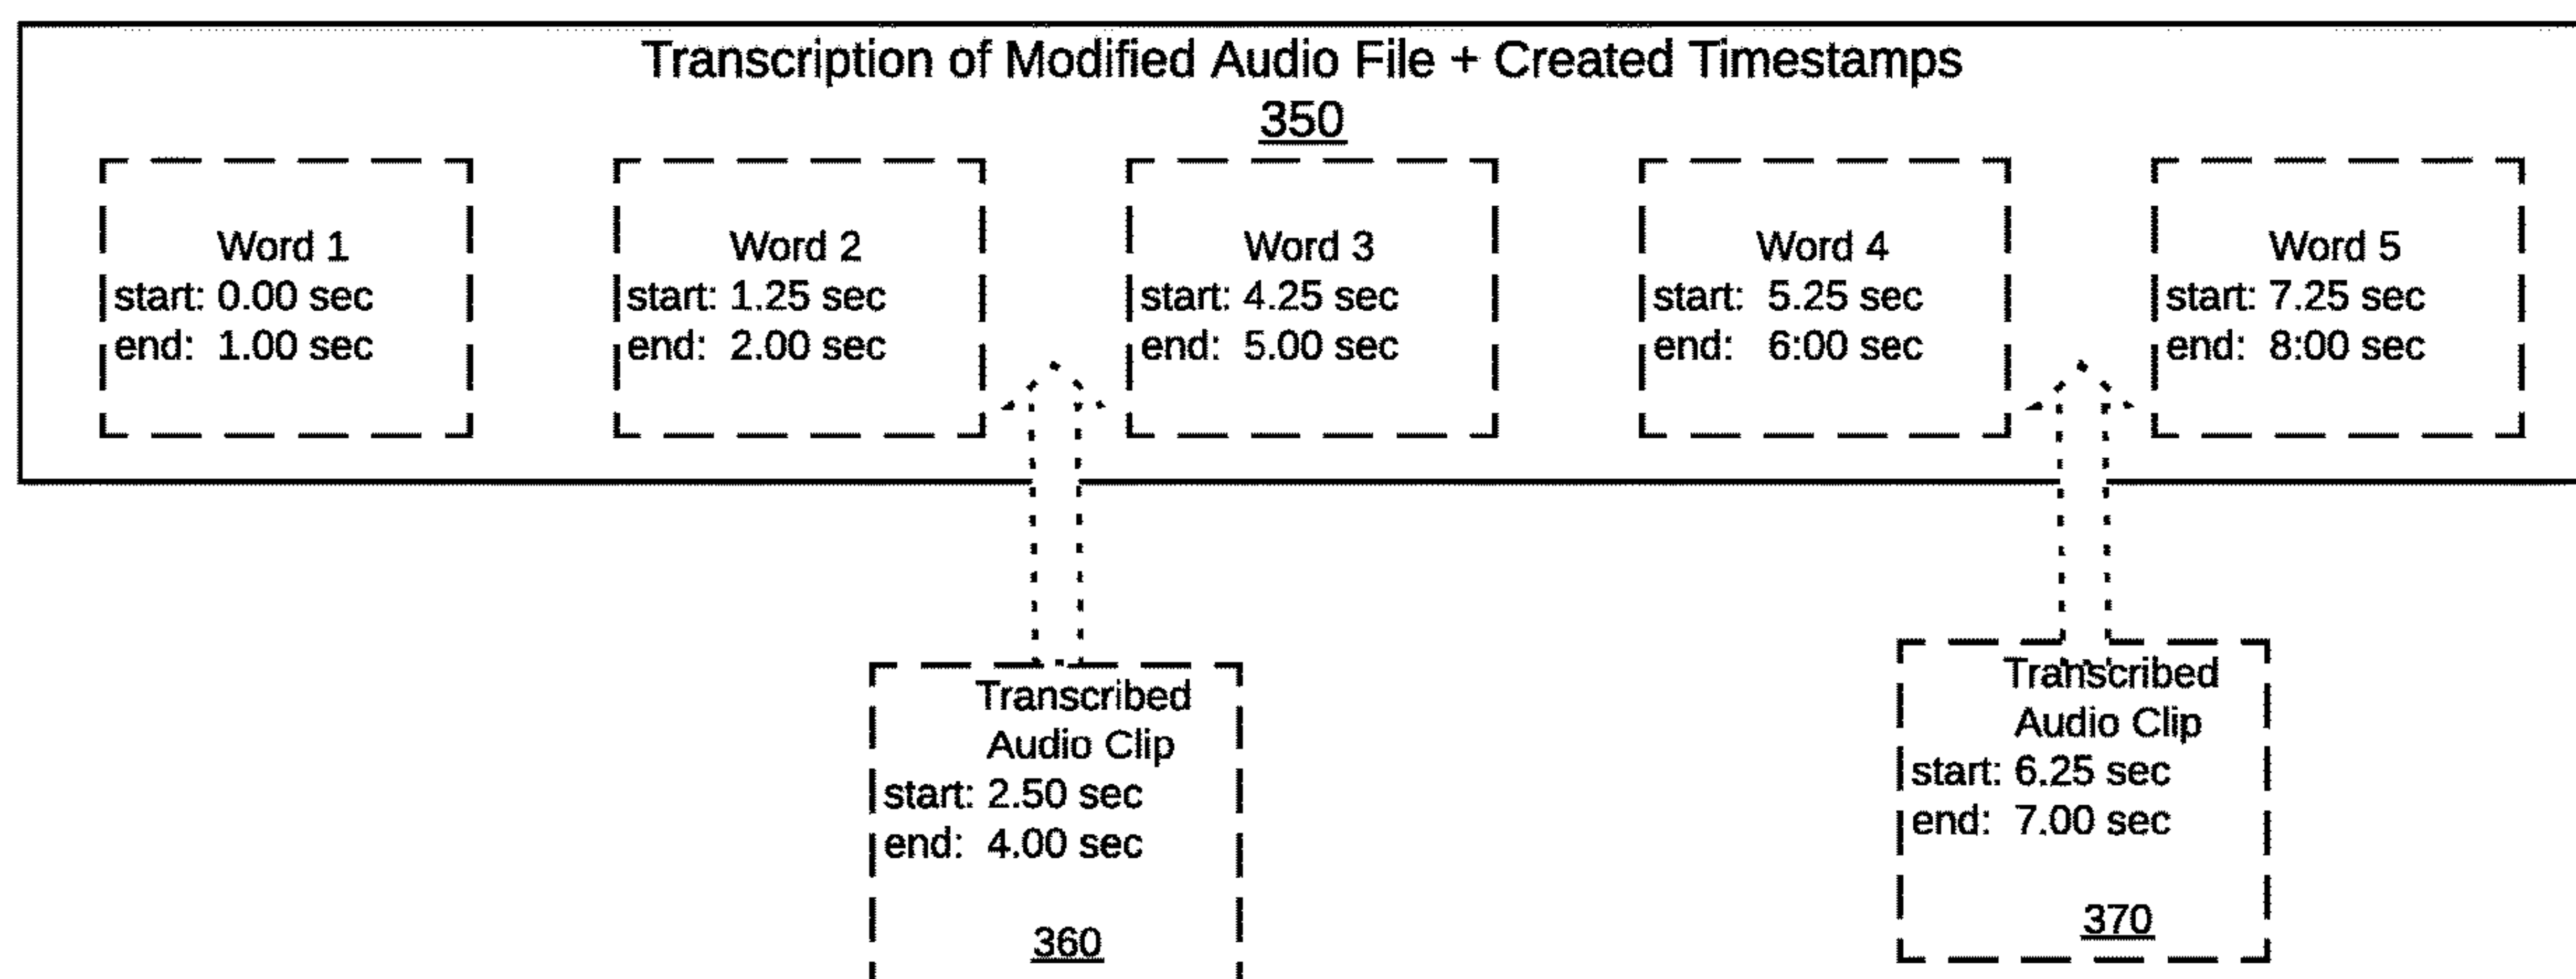 Transcription of Modified Audio File + Created Timestamps
350
Word 1
start: 0.00 sec
end: 1.00 sec
Word 2
start: 1.25 sec
end: 2.00 sec
Word 3
start: 4.25 sec
end: 5.00 sec
Word 4
start: 5.25 sec
end: 6:00 sec
Word 5
start: 7.25 sec
end: 8:00 sec
Transcribed
Audio Clip
start: 2.50 sec
end: 4.00 sec
360
Transcribed
Audio Clip
start: 6.25 sec
end: 7.00 sec
370